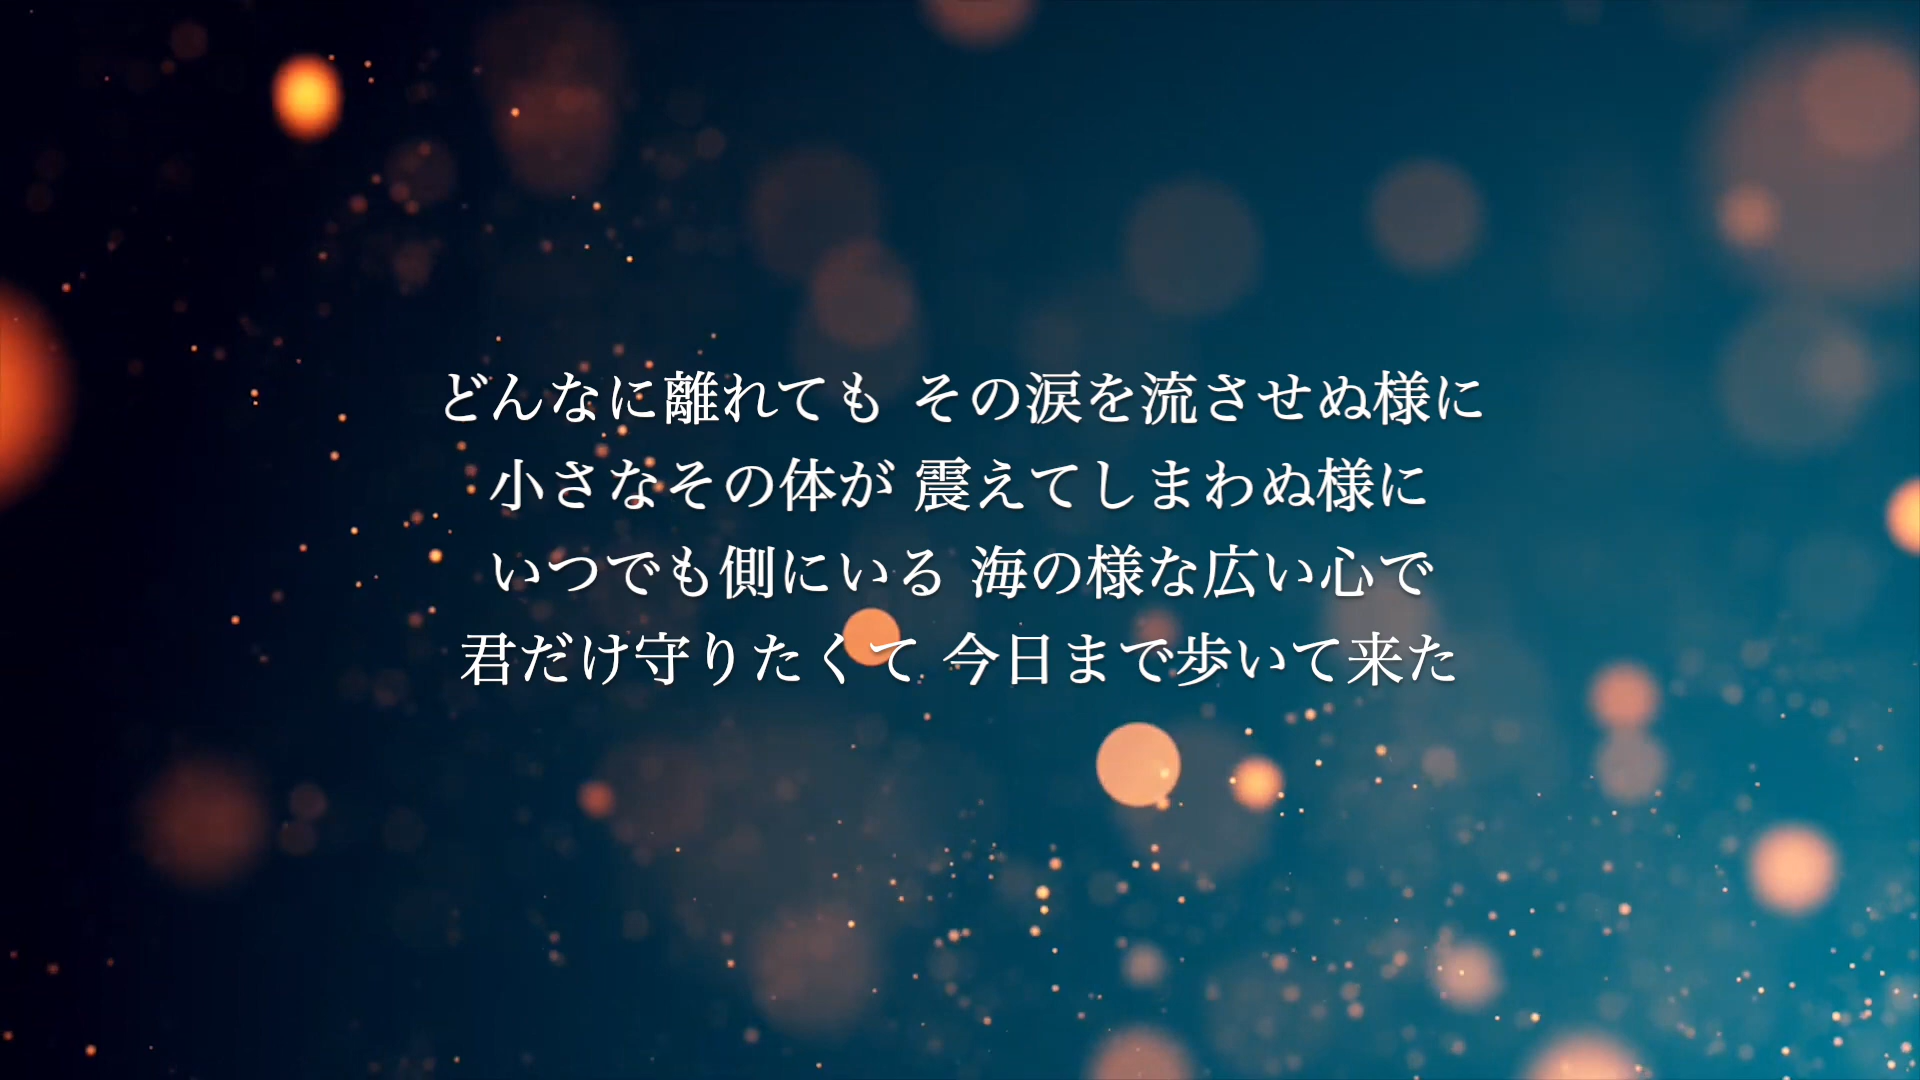 どんなに離れても その涙を流させぬ様に
小さなその体が 震えてしまわぬ様に
いつでも側にいる 海の様な広い心で
君だけ守りたくて 今日まで歩いて来た